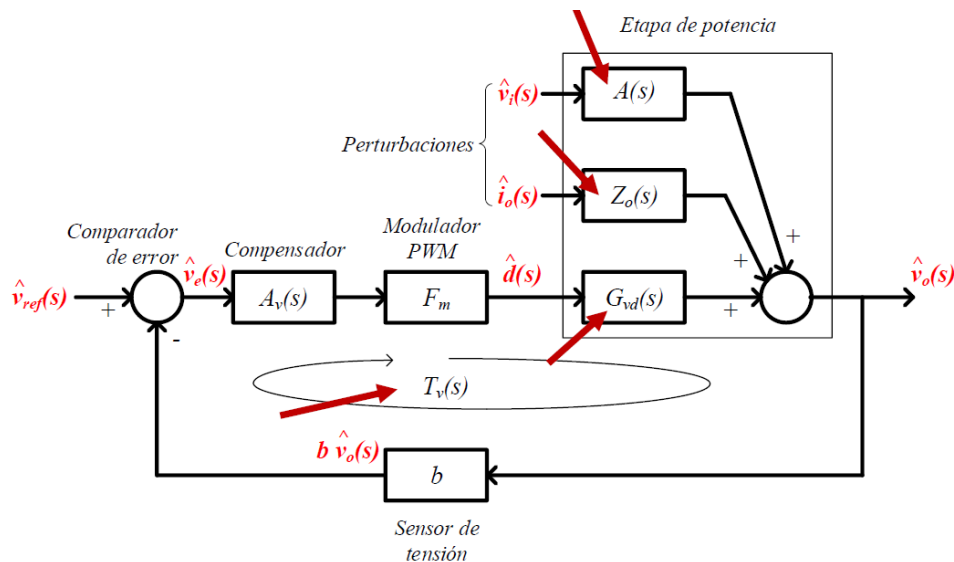 Etapa de potencia
v̂ᵢ(s)
A(s)
Perturbaciones
îₒ(s)
Zₒ(s)
+
+
Comparador
de error
Compensador
Modulador
PWM
v̂ref(s)
+
-
v̂ₑ(s)
Aᵥ(s)
Fₘ
d̂(s)
Gvd(s)
+
v̂ₒ(s)
Tᵥ(s)
b v̂ₒ(s)
b
Sensor de
tensión